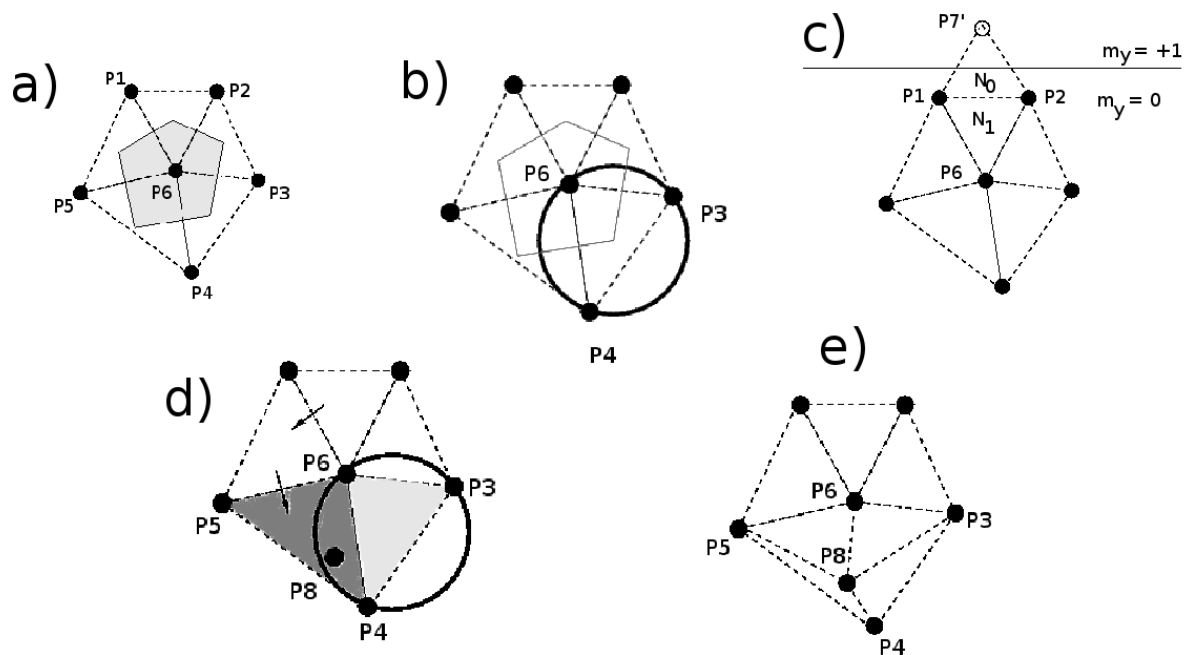 a)
P1
P2
P6
P5
P3
P4
b)
P6
P3
P4
c)
P7'
m_y = +1
N_0
P1
P2
m_y = 0
N_1
P6
d)
P6
P3
P5
P8
P4
e)
P6
P3
P5
P8
P4